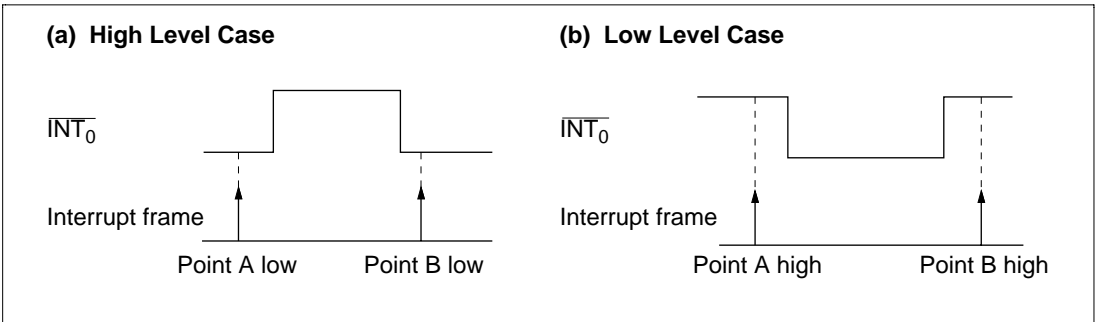 (a) High Level Case
INT0
Interrupt frame
Point A low Point B low
(b) Low Level Case
INT0
Interrupt frame
Point A high Point B high